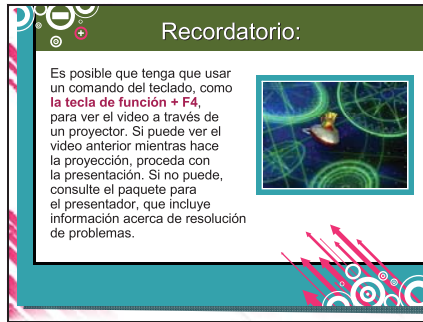 Recordatorio:
Es posible que tenga que usar
un comando del teclado, como
la tecla de función + F4,
para ver el video a través de
un proyector. Si puede ver el
video anterior mientras hace
la proyección, proceda con
la presentación. Si no puede,
consulte el paquete para
el presentador, que incluye
información acerca de resolución
de problemas.